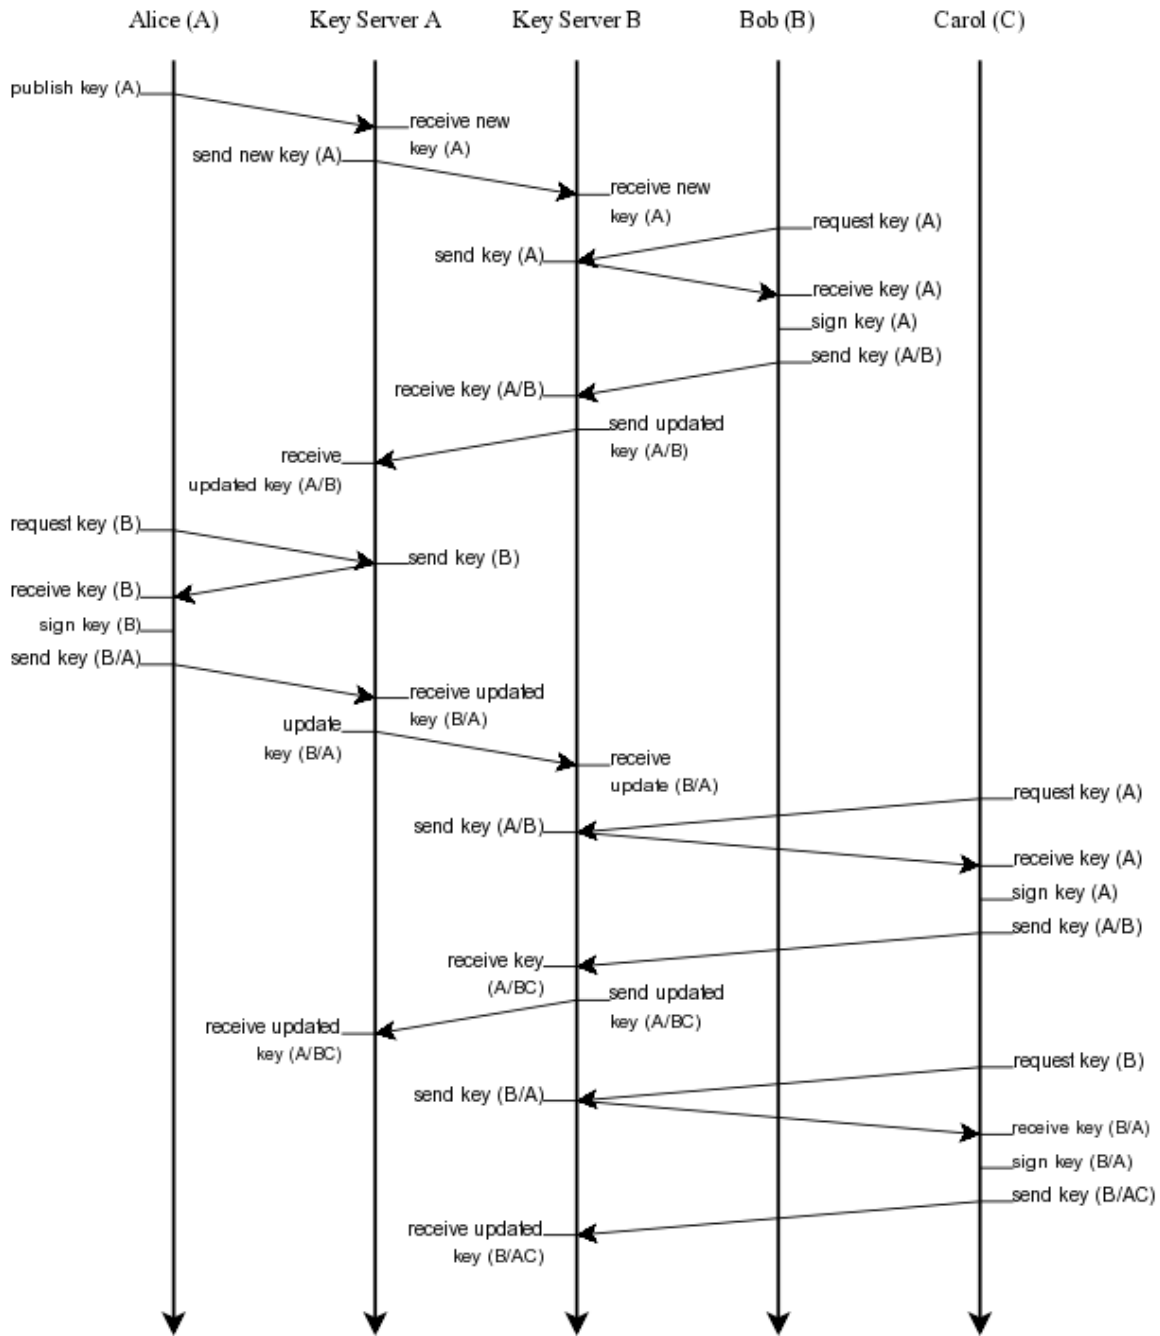 Alice (A) Key Server A Key Server B Bob (B) Carol (C)
publish key (A)
receive new
key (A)
send new key (A)
receive new
key (A)
request key (A)
send key (A)
receive key (A)
sign key (A)
send key (A/B)
receive key (A/B)
send updated
key (A/B)
receive
updated key (A/B)
request key (B)
send key (B)
receive key (B)
sign key (B)
send key (B/A)
receive updated
key (B/A)
update
key (B/A)
receive
update (B/A)
request key (A)
send key (A/B)
receive key (A)
sign key (A)
send key (A/B)
receive key
(A/BC)
send updated
key (A/BC)
receive updated
key (A/BC)
request key (B)
send key (B/A)
receive key (B/A)
sign key (B/A)
send key (B/AC)
receive updated
key (B/AC)